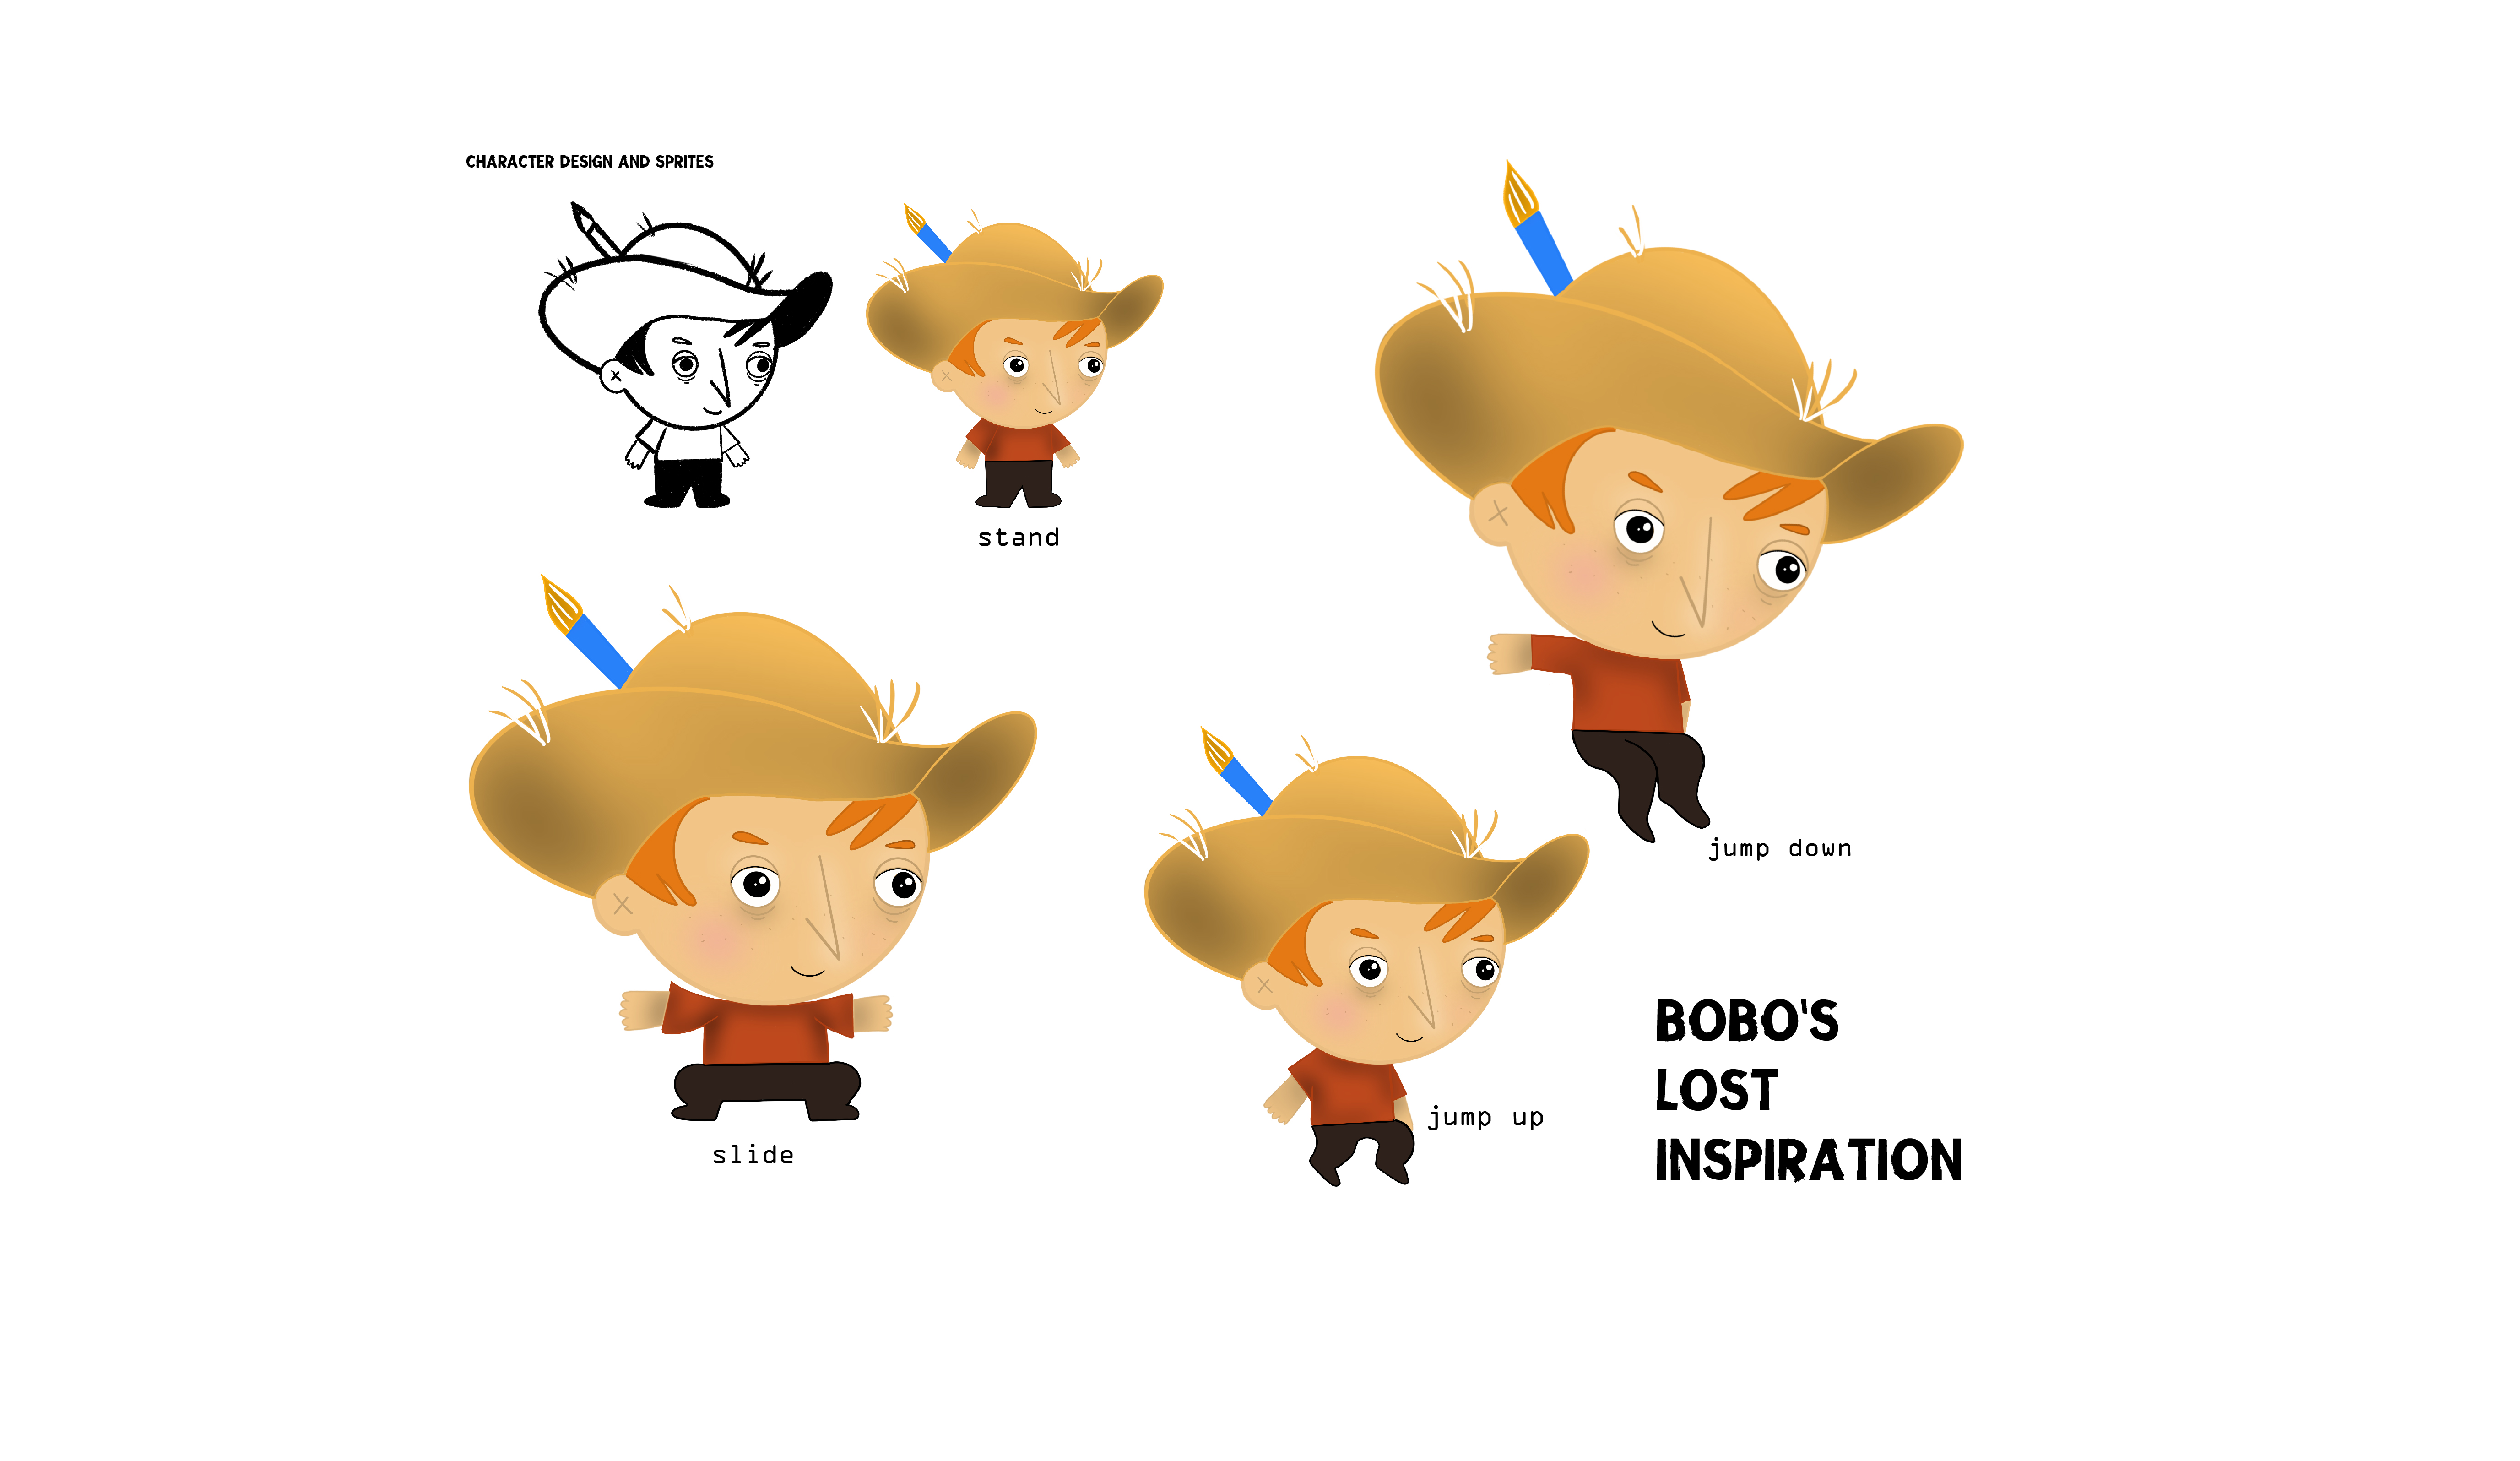 CHARACTER DESIGN AND SPRITES
stand
jump down
slide
jump up
BOBO'S
LOST
INSPIRATION